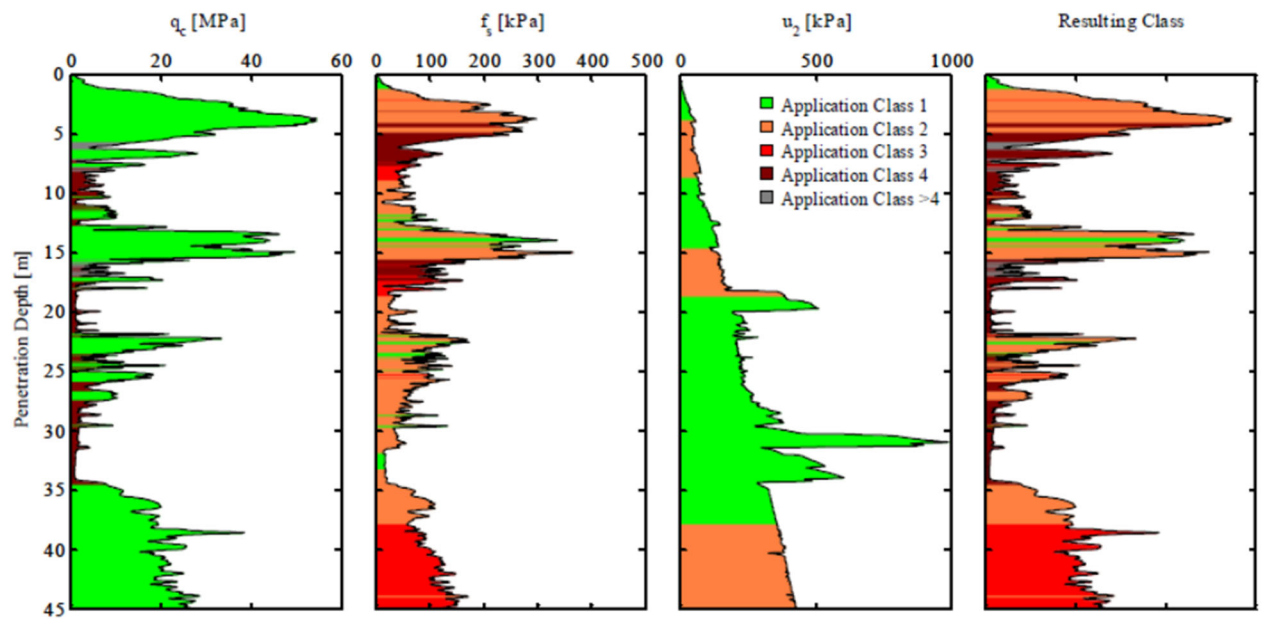 q_c [MPa]
f_s [kPa]
u_2 [kPa]
Resulting Class
0 20 40 60
0 100 200 300 400 500
0 500 1000
Application Class 1
Application Class 2
Application Class 3
Application Class 4
Application Class >4
Penetration Depth [m]
0
5
10
15
20
25
30
35
40
45